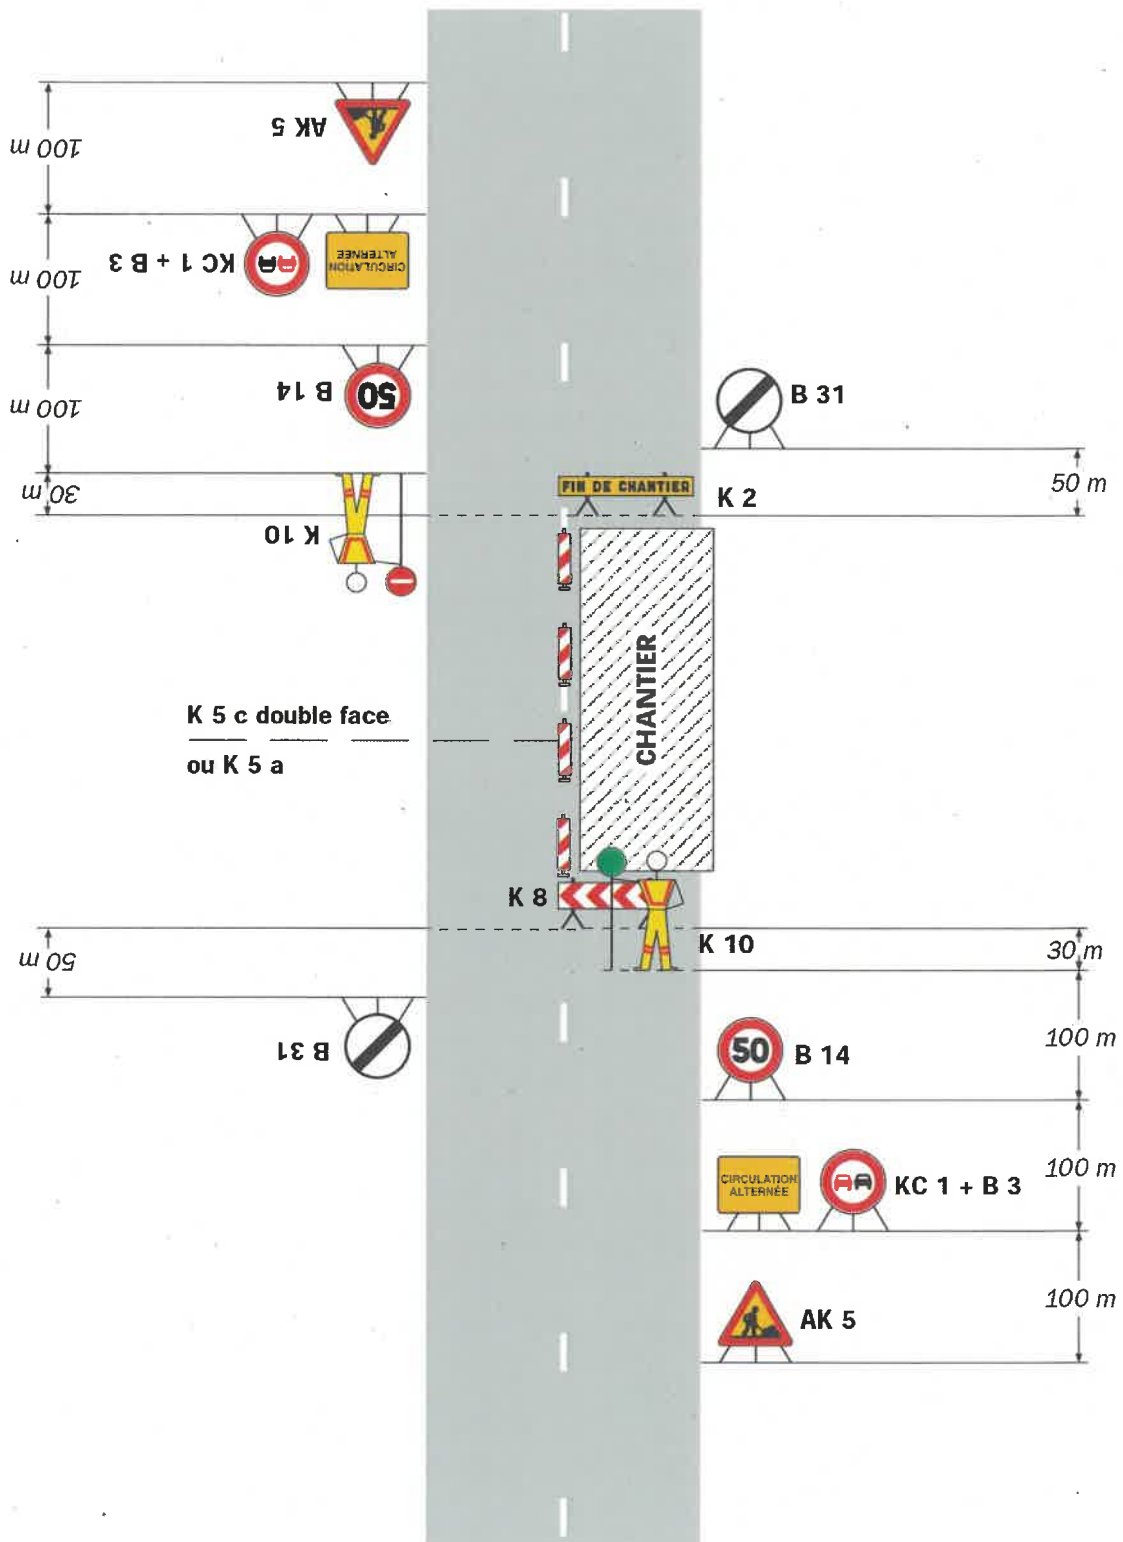 AK 5
100 m
KC 1 + B 3
CIRCULATION
ALTERNÉE
100 m
B 14
50
100 m
B 31
50 m
30 m
K 10
FIN DE CHANTIER
K 2
CHANTIER
K 5 c double face
ou K 5 a
K 8
K 10
30 m
50 m
B 31
50
B 14
100 m
CIRCULATION
ALTERNÉE
KC 1 + B 3
100 m
AK 5
100 m